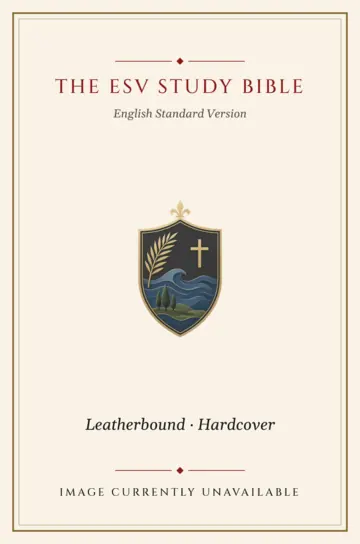 THE ESV STUDY BIBLE
English Standard Version
Leatherbound · Hardcover
IMAGE CURRENTLY UNAVAILABLE